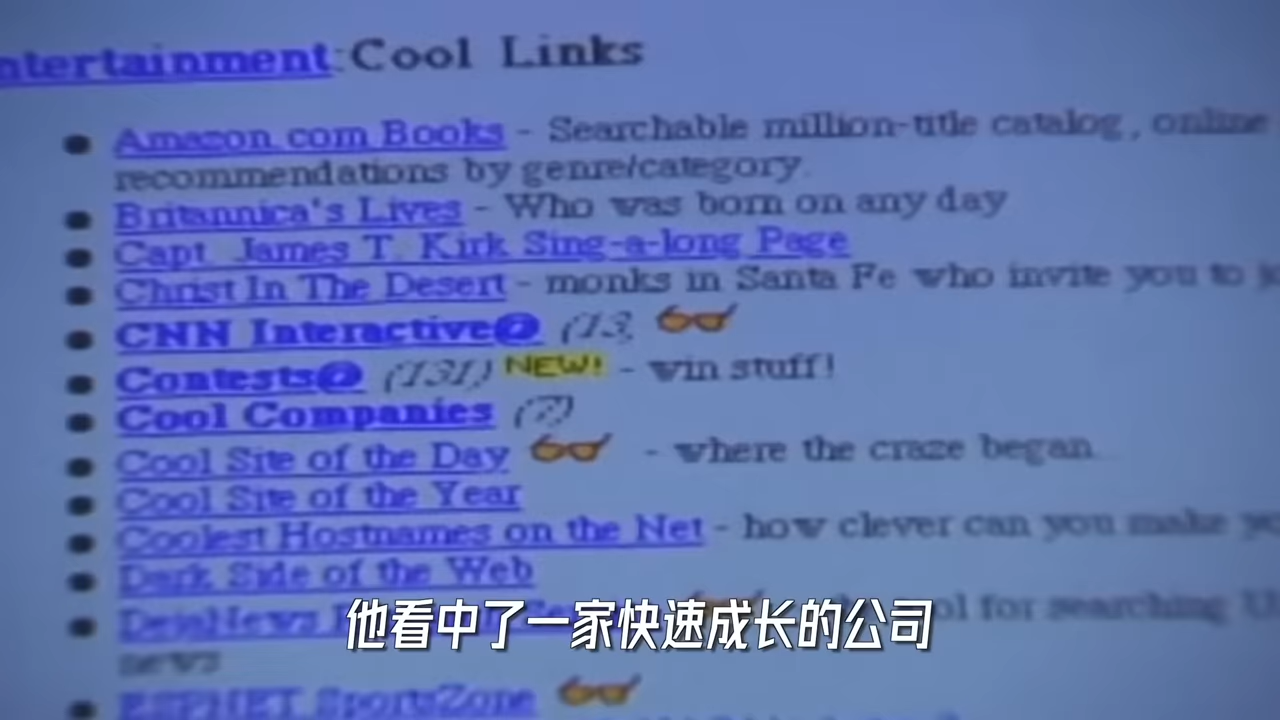 ntertainment:Cool Links
Amazon.com Books - Searchable million-title catalog, online
recommendations by genre/category.
Britannica's Lives - Who was born on any day
Capt. James T. Kirk Sing-a-long Page
Christ In The Desert - monks in Santa Fe who invite you to
CNN Interactive@ (13,
Contests@ (131) NEW! - win stuff!
Cool Companies (7)
Cool Site of the Day - where the craze began.
Cool Site of the Year
Coolest Hostnames on the Net - how clever can you make
Dark Side of the Web
DejaNews for searching
news
ESPNET SportsZone
他看中了一家快速成长的公司